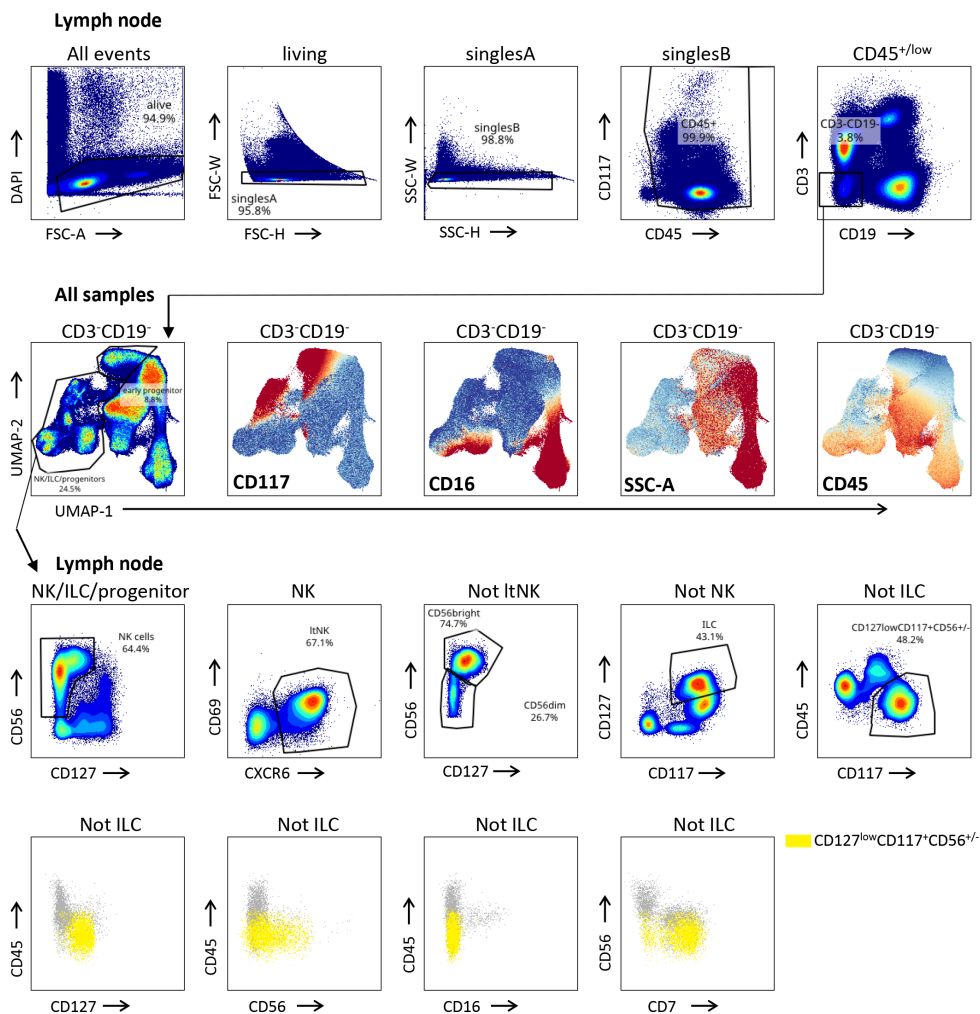 Lymph node
All events
living
singlesA
singlesB
CD45+/low
alive
94.9%
singlesA
95.8%
singlesB
98.8%
CD45+
99.9%
CD3-CD19-
3.8%
DAPI
FSC-W
SSC-W
CD117
CD3
FSC-A
FSC-H
SSC-H
CD45
CD19
All samples
CD3-CD19-
CD3-CD19-
CD3-CD19-
CD3-CD19-
CD3-CD19-
early progenitor
8.8%
NK/ILC/progenitors
24.5%
CD117
CD16
SSC-A
CD45
UMAP-2
UMAP-1
Lymph node
NK/ILC/progenitor
NK
Not ltNK
Not NK
Not ILC
NK cells
64.4%
ltNK
67.1%
CD56bright
74.7%
CD56dim
26.7%
ILC
43.1%
CD127lowCD117+CD56+/-
48.2%
CD56
CD69
CD56
CD127
CD45
CD127
CXCR6
CD127
CD117
CD117
Not ILC
Not ILC
Not ILC
Not ILC
CD127lowCD117+CD56+/-
CD45
CD45
CD45
CD56
CD127
CD56
CD16
CD7